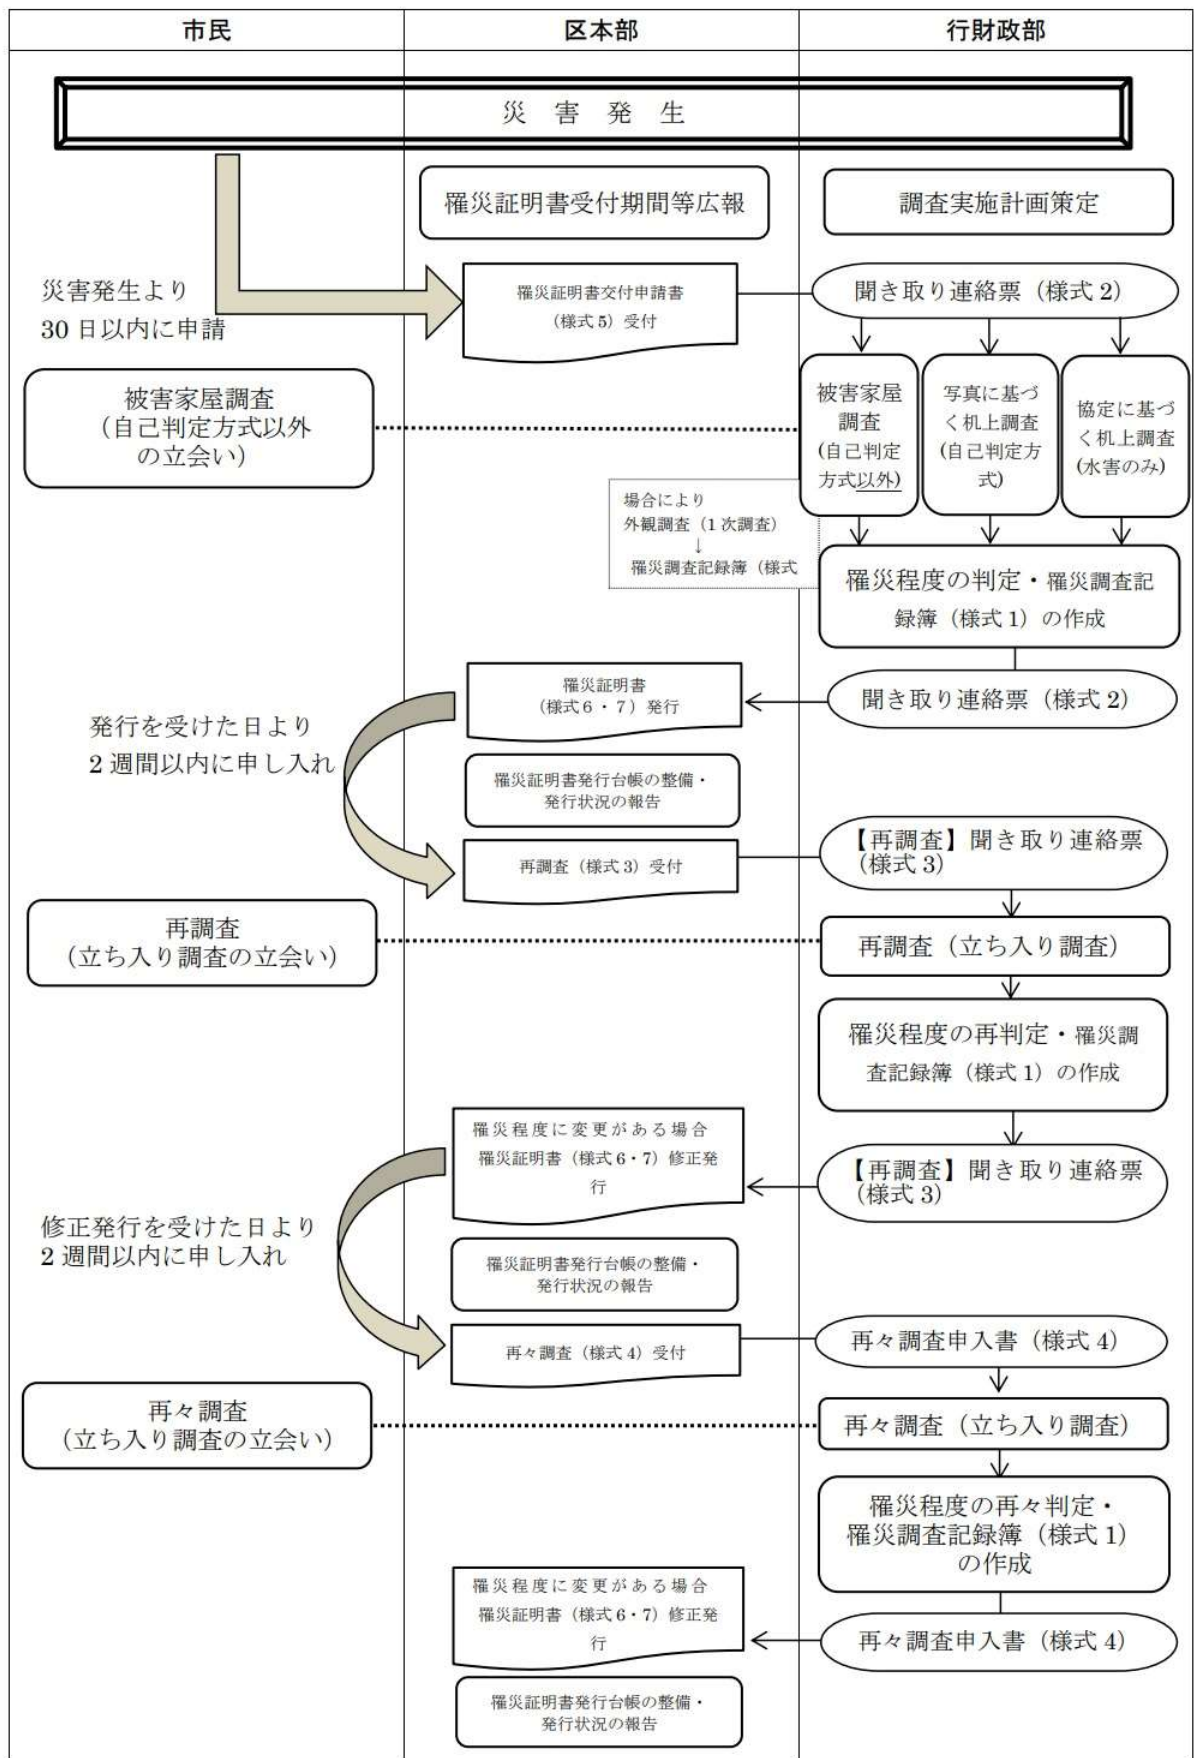 市民
区本部
行財政部
災 害 発 生
罹災証明書受付期間等広報
調査実施計画策定
災害発生より
30 日以内に申請
罹災証明書交付申請書
（様式 5）受付
聞き取り連絡票（様式 2）
被害家屋調査
（自己判定方式以外
の立会い）
被害家屋
調査
(自己判定
方式以外)
写真に基づ
く机上調査
(自己判定方
式)
協定に基づ
く机上調査
(水害のみ)
場合により
外観調査（1 次調査）
↓
罹災調査記録簿（様式
罹災程度の判定・罹災調査記
録簿（様式 1）の作成
罹災証明書
（様式６・７）発行
聞き取り連絡票（様式 2）
発行を受けた日より
2 週間以内に申し入れ
罹災証明書発行台帳の整備・
発行状況の報告
再調査（様式 3）受付
【再調査】聞き取り連絡票
（様式 3）
再調査
（立ち入り調査の立会い）
再調査（立ち入り調査）
罹災程度の再判定・罹災調
査記録簿（様式 1）の作成
罹災程度に変更がある場合
罹災証明書（様式 6・7）修正発
行
【再調査】聞き取り連絡票
（様式 3）
修正発行を受けた日より
2 週間以内に申し入れ
罹災証明書発行台帳の整備・
発行状況の報告
再々調査（様式 4）受付
再々調査申入書（様式 4）
再々調査
（立ち入り調査の立会い）
再々調査（立ち入り調査）
罹災程度の再々判定・
罹災調査記録簿（様式 1）
の作成
罹災程度に変更がある場合
罹災証明書（様式 6・7）修正発
行
再々調査申入書（様式 4）
罹災証明書発行台帳の整備・
発行状況の報告